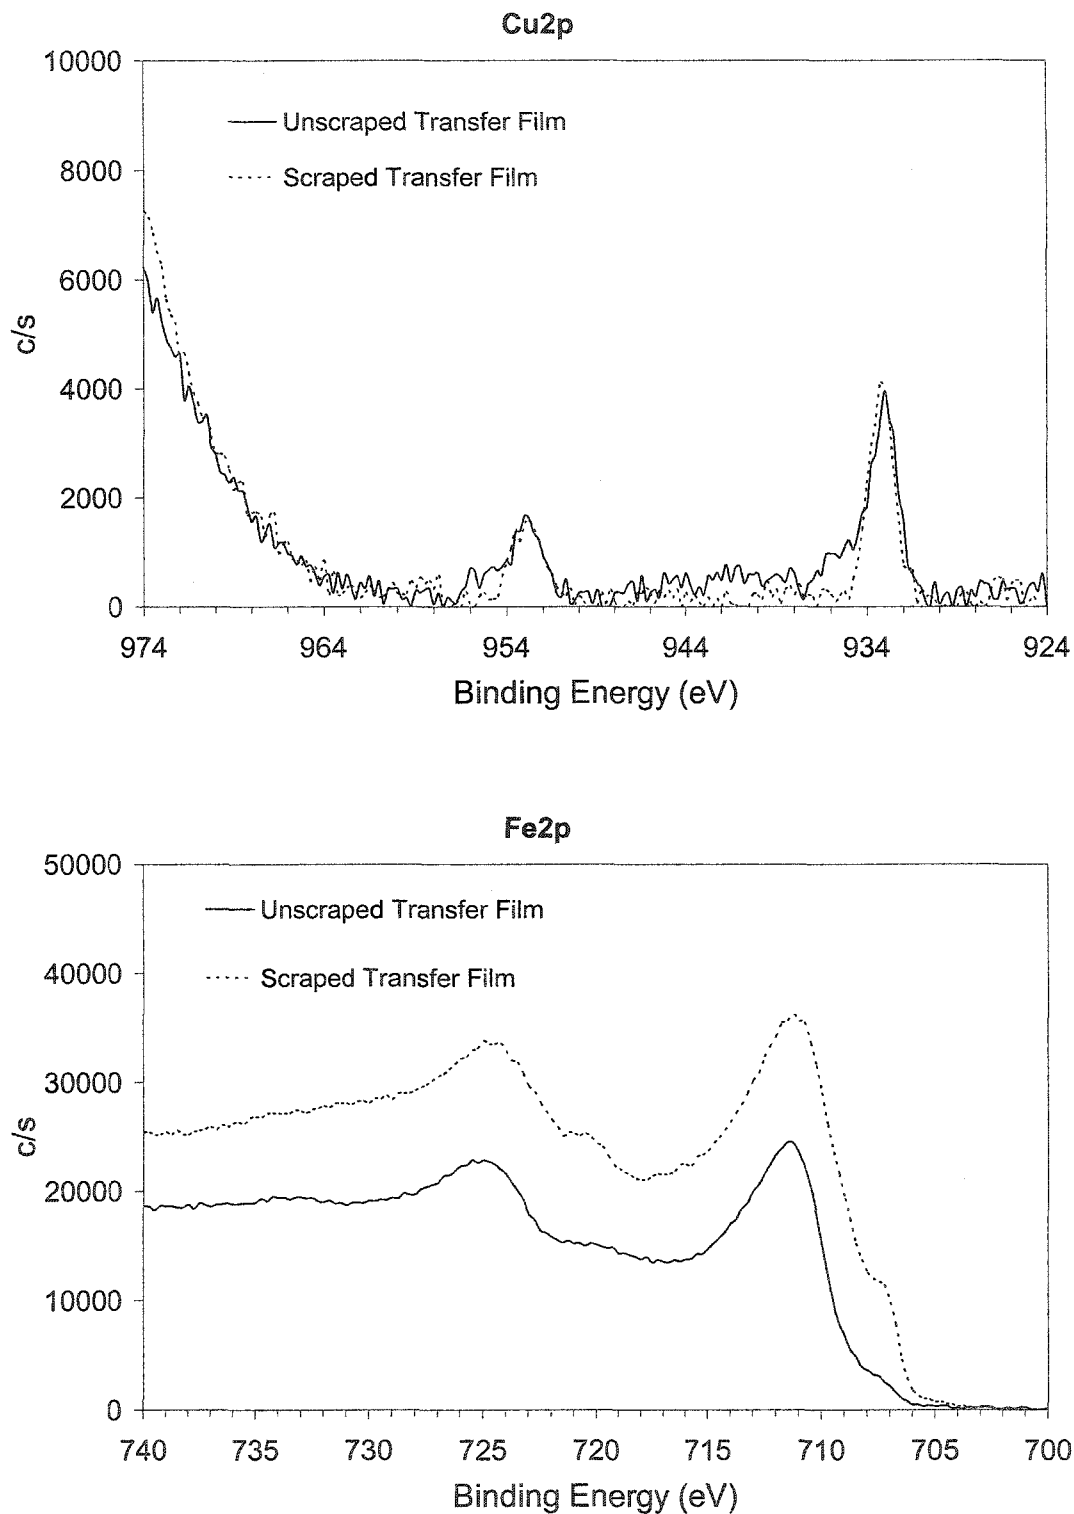 Cu2p
10000
Unscraped Transfer Film
8000
Scraped Transfer Film
6000
c/s
4000
2000
0
974 964 954 944 934 924
Binding Energy (eV)
Fe2p
50000
Unscraped Transfer Film
40000
Scraped Transfer Film
30000
c/s
20000
10000
0
740 735 730 725 720 715 710 705 700
Binding Energy (eV)